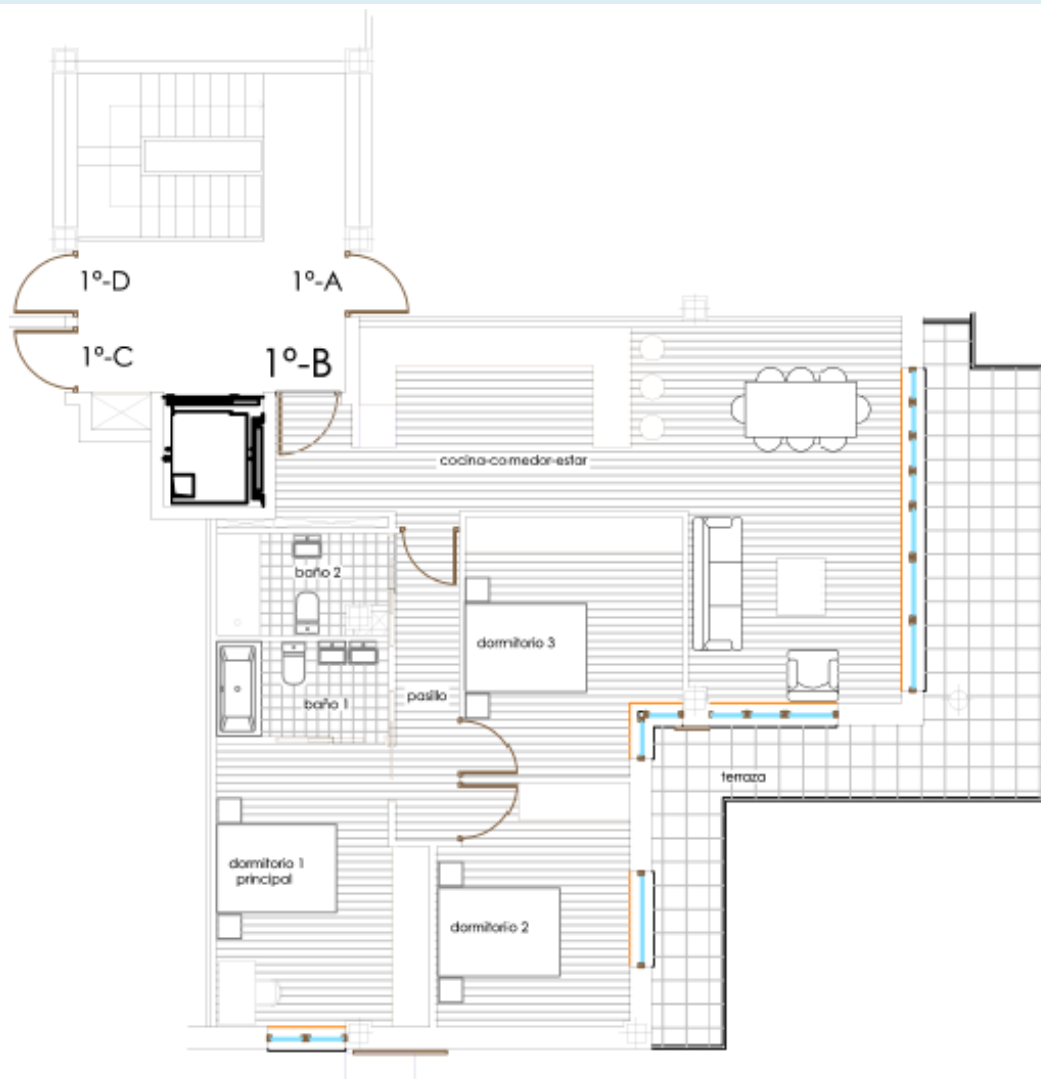 1º-D
1º-A
1º-C
1º-B
cocina-comedor-estar
baño 2
dormitorio 3
pasillo
baño 1
terraza
dormitorio 1
principal
dormitorio 2